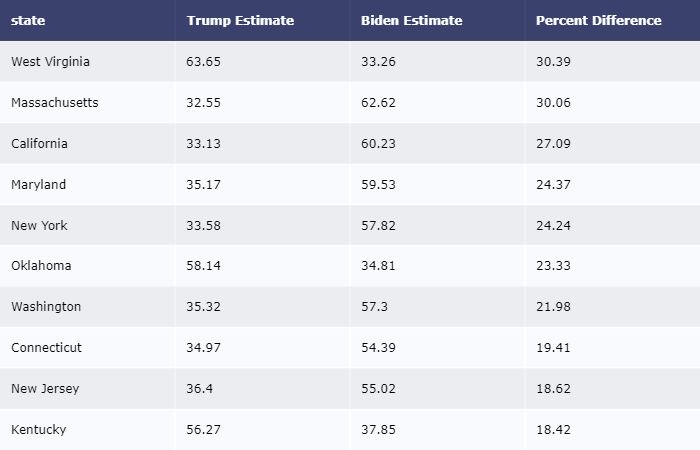 state Trump Estimate Biden Estimate Percent Difference
West Virginia 63.65 33.26 30.39
Massachusetts 32.55 62.62 30.06
California 33.13 60.23 27.09
Maryland 35.17 59.53 24.37
New York 33.58 57.82 24.24
Oklahoma 58.14 34.81 23.33
Washington 35.32 57.3 21.98
Connecticut 34.97 54.39 19.41
New Jersey 36.4 55.02 18.62
Kentucky 56.27 37.85 18.42